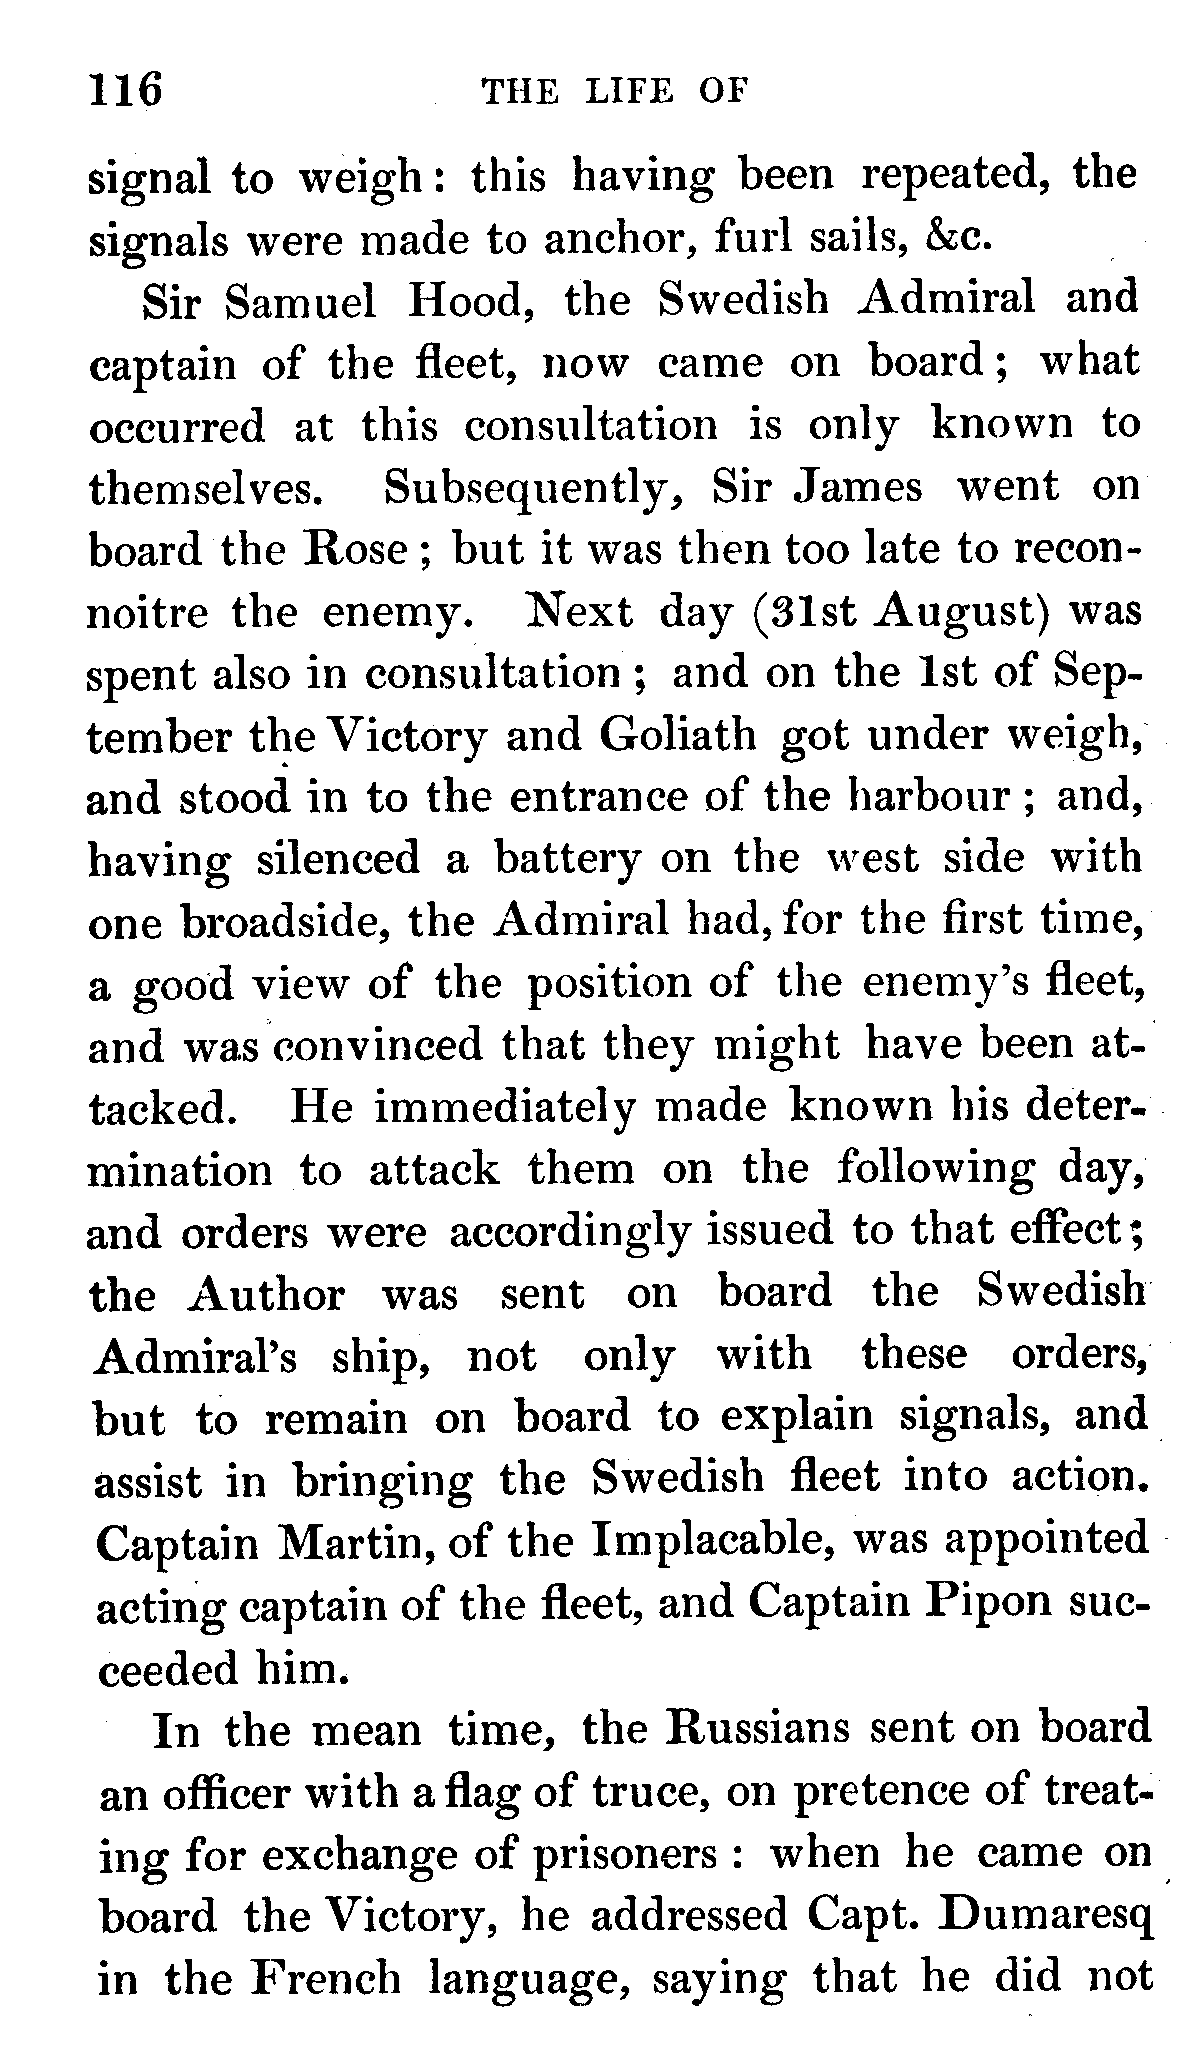 116 THE LIFE OF
signal to weigh: this having been repeated, the
signals were made to anchor, furl sails, &c.
Sir Samuel Hood, the Swedish Admiral and
captain of the fleet, now came on board; what
occurred at this consultation is only known to
themselves. Subsequently, Sir James went on
board the Rose; but it was then too late to recon-
noitre the enemy. Next day (31st August) was
spent also in consultation; and on the 1st of Sep-
tember the Victory and Goliath got under weigh,
and stood in to the entrance of the harbour; and,
having silenced a battery on the west side with
one broadside, the Admiral had, for the first time,
a good view of the position of the enemy's fleet,
and was convinced that they might have been at-
tacked. He immediately made known his deter-
mination to attack them on the following day,
and orders were accordingly issued to that effect;
the Author was sent on board the Swedish
Admiral's ship, not only with these orders,
but to remain on board to explain signals, and
assist in bringing the Swedish fleet into action.
Captain Martin, of the Implacable, was appointed
acting captain of the fleet, and Captain Pipon suc-
ceeded him.
In the mean time, the Russians sent on board
an officer with a flag of truce, on pretence of treat-
ing for exchange of prisoners: when he came on
board the Victory, he addressed Capt. Dumaresq
in the French language, saying that he did not